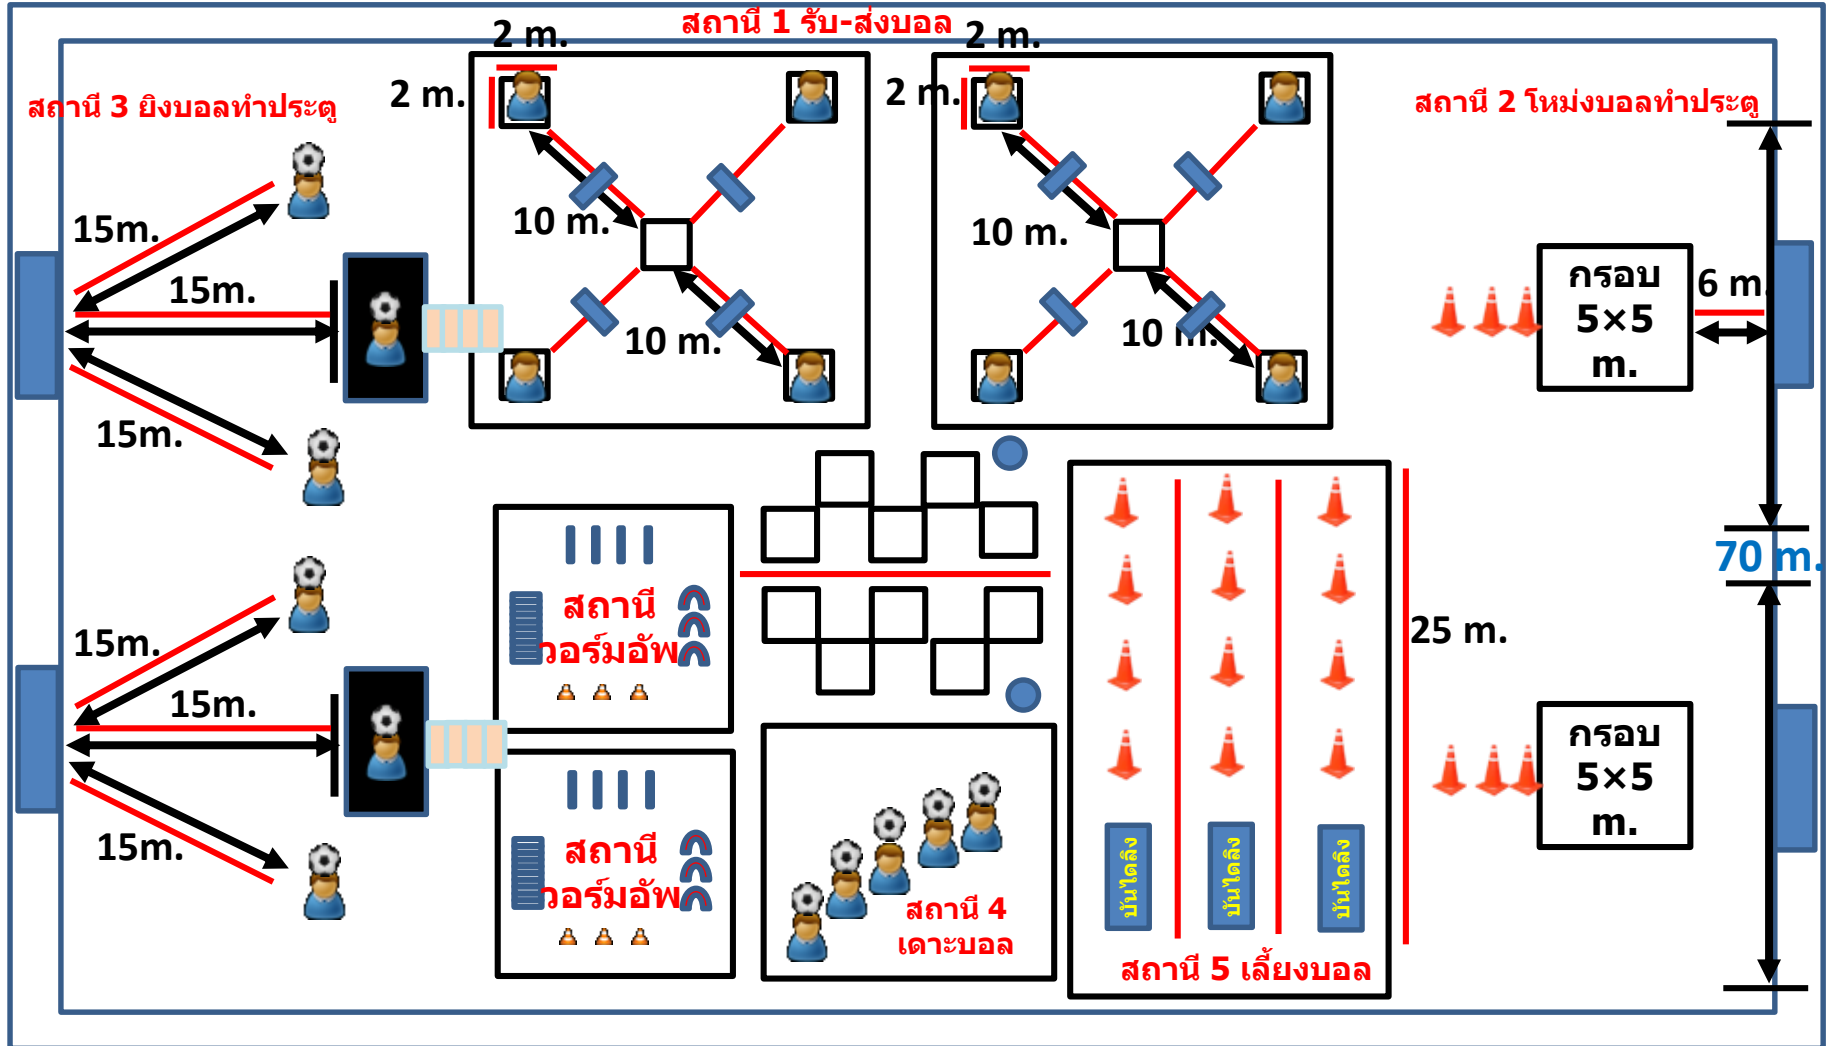 สถานี 1 รับ-ส่งบอล
2 m.
2 m.
2 m.
2 m.
สถานี 3 ยิงบอลทำประตู
สถานี 2 โหม่งบอลทำประตู
15m.
15m.
15m.
10 m.
10 m.
10 m.
10 m.
กรอบ
5×5
m.
6 m.
70 m.
25 m.
สถานี
วอร์มอัพ
15m.
15m.
15m.
สถานี
วอร์มอัพ
สถานี 4
เดาะบอล
บันไดลิง
บันไดลิง
บันไดลิง
สถานี 5 เลี้ยงบอล
กรอบ
5×5
m.